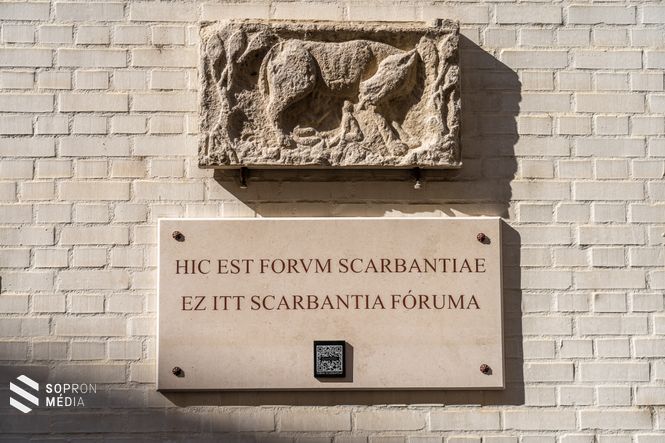 HIC EST FORVM SCARBANTIAE
EZ ITT SCARBANTIA FÓRUMA
SOPRON
MÉDIA